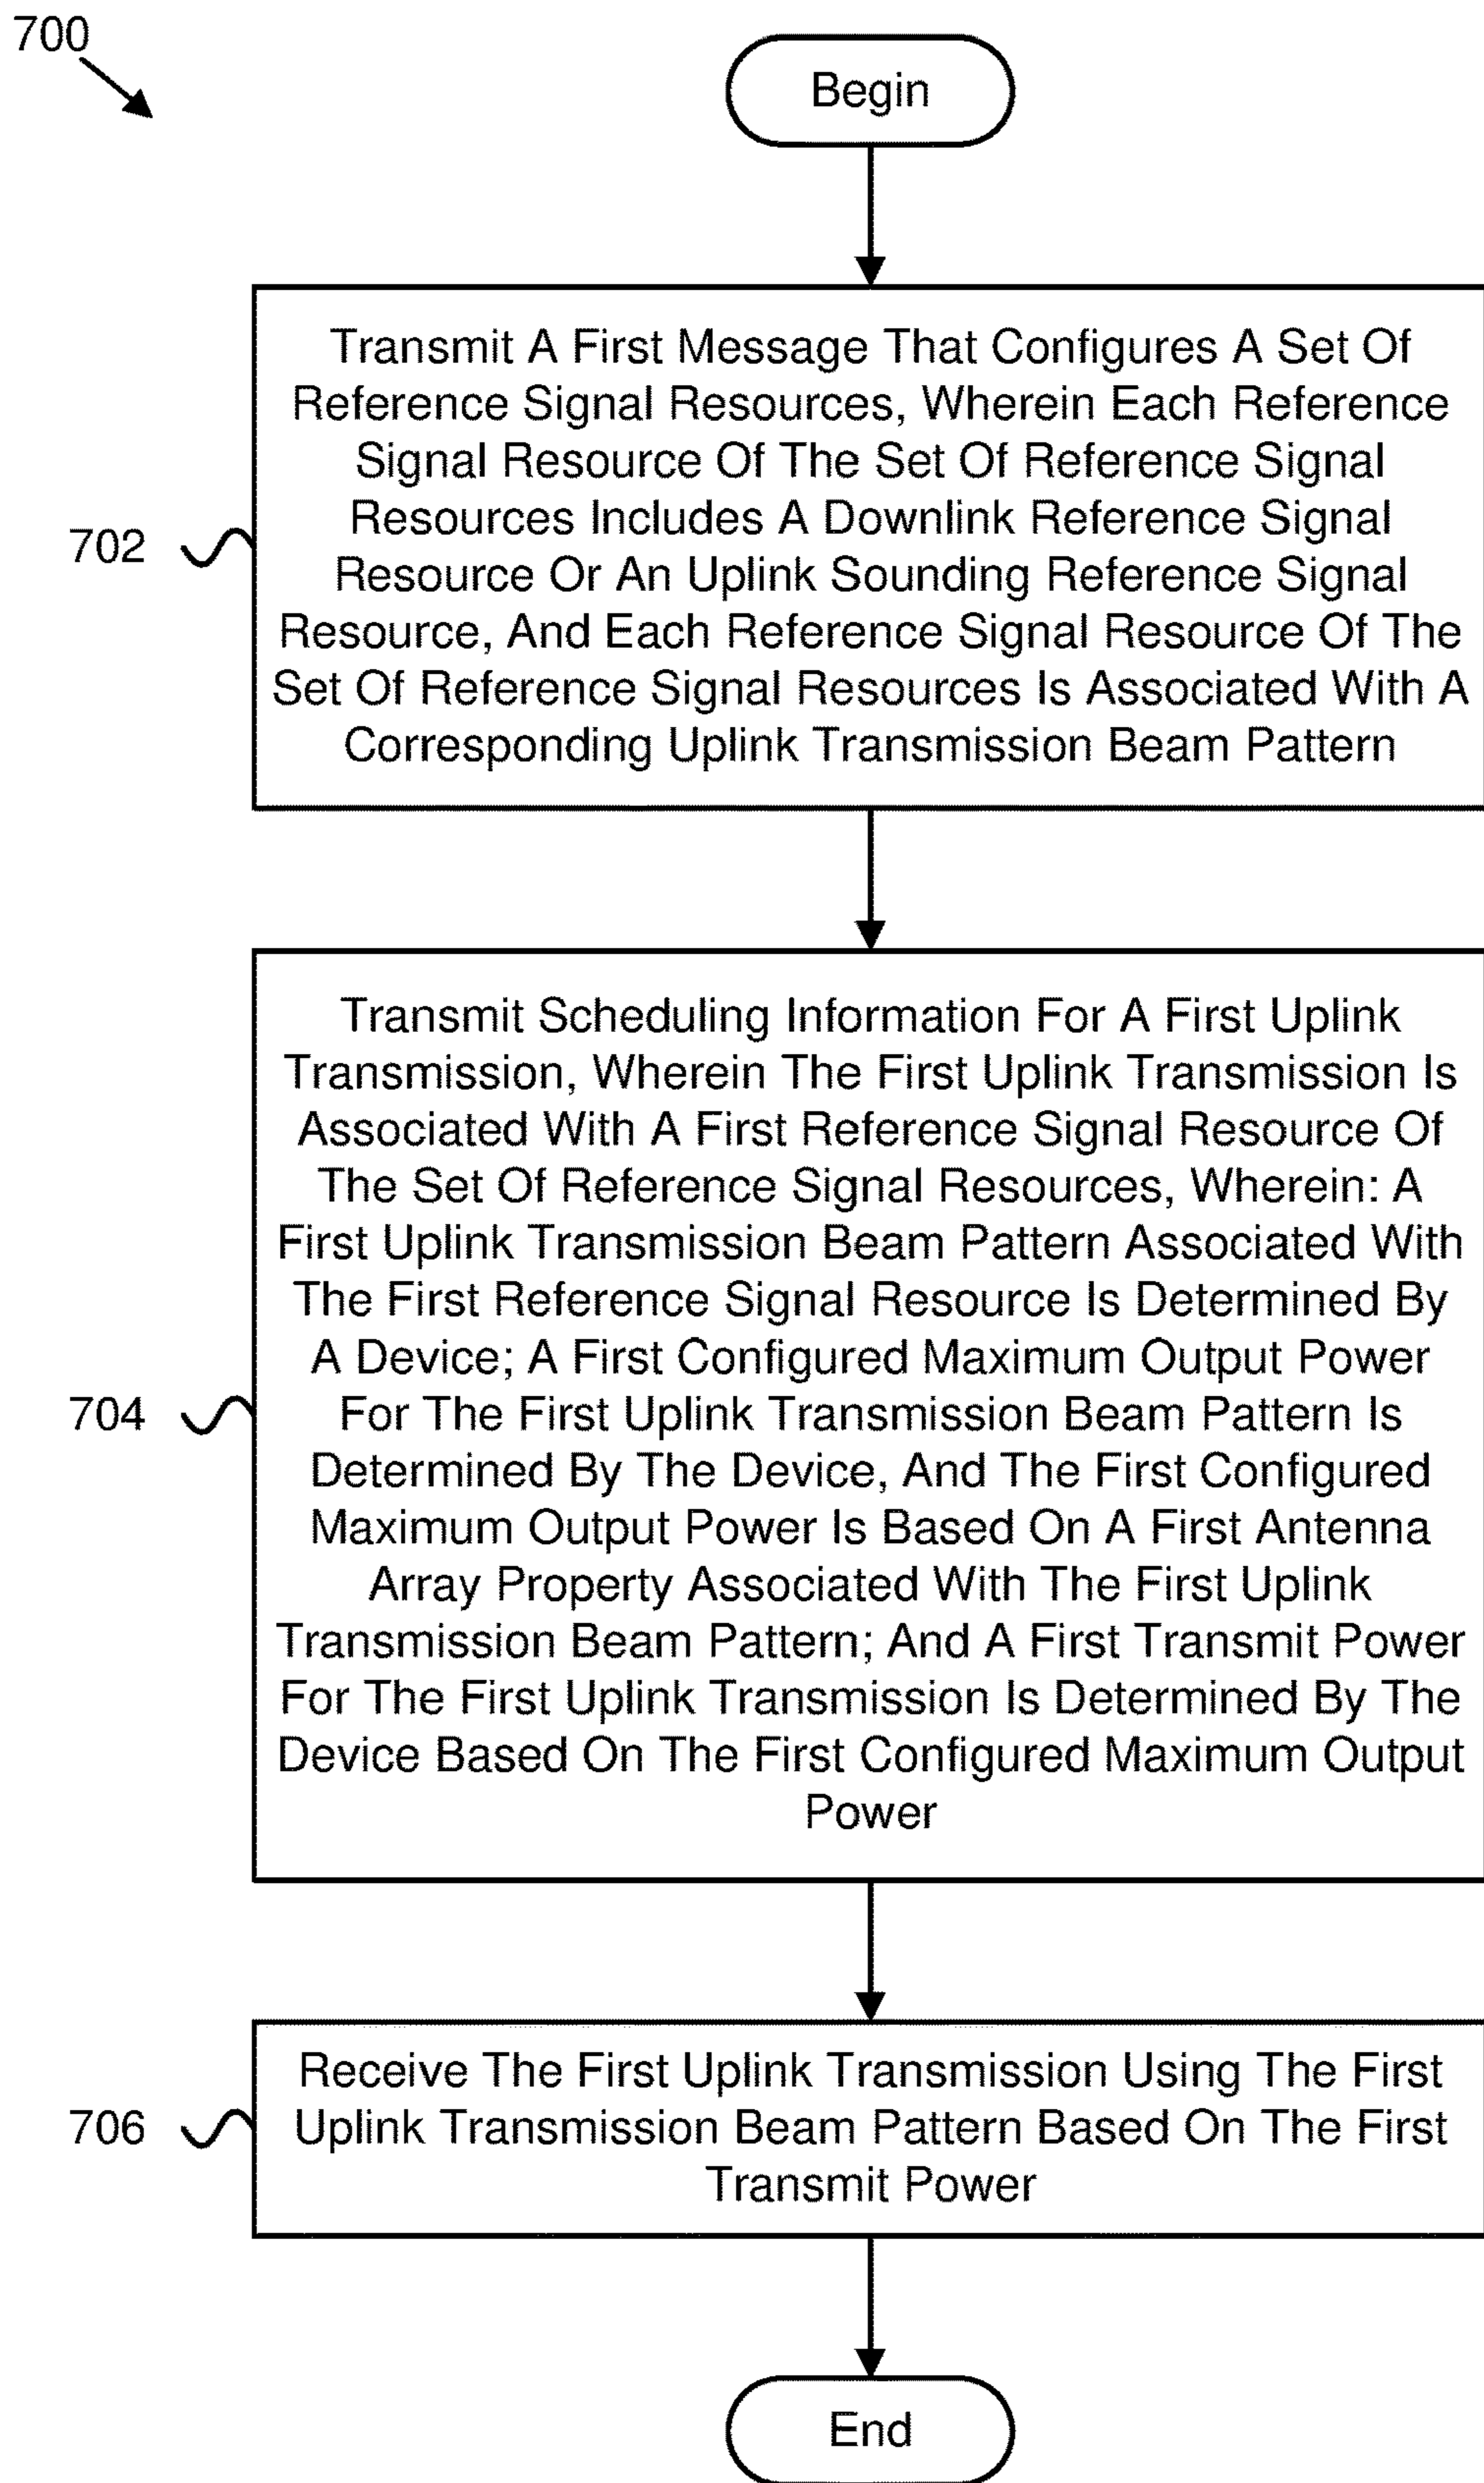 700
Begin
Transmit A First Message That Configures A Set Of
Reference Signal Resources, Wherein Each Reference
Signal Resource Of The Set Of Reference Signal
Resources Includes A Downlink Reference Signal
Resource Or An Uplink Sounding Reference Signal
Resource, And Each Reference Signal Resource Of The
Set Of Reference Signal Resources Is Associated With A
Corresponding Uplink Transmission Beam Pattern
702
Transmit Scheduling Information For A First Uplink
Transmission, Wherein The First Uplink Transmission Is
Associated With A First Reference Signal Resource Of
The Set Of Reference Signal Resources, Wherein: A
First Uplink Transmission Beam Pattern Associated With
The First Reference Signal Resource Is Determined By
A Device; A First Configured Maximum Output Power
For The First Uplink Transmission Beam Pattern Is
Determined By The Device, And The First Configured
Maximum Output Power Is Based On A First Antenna
Array Property Associated With The First Uplink
Transmission Beam Pattern; And A First Transmit Power
For The First Uplink Transmission Is Determined By The
Device Based On The First Configured Maximum Output
Power
704
Receive The First Uplink Transmission Using The First
Uplink Transmission Beam Pattern Based On The First
Transmit Power
706
End